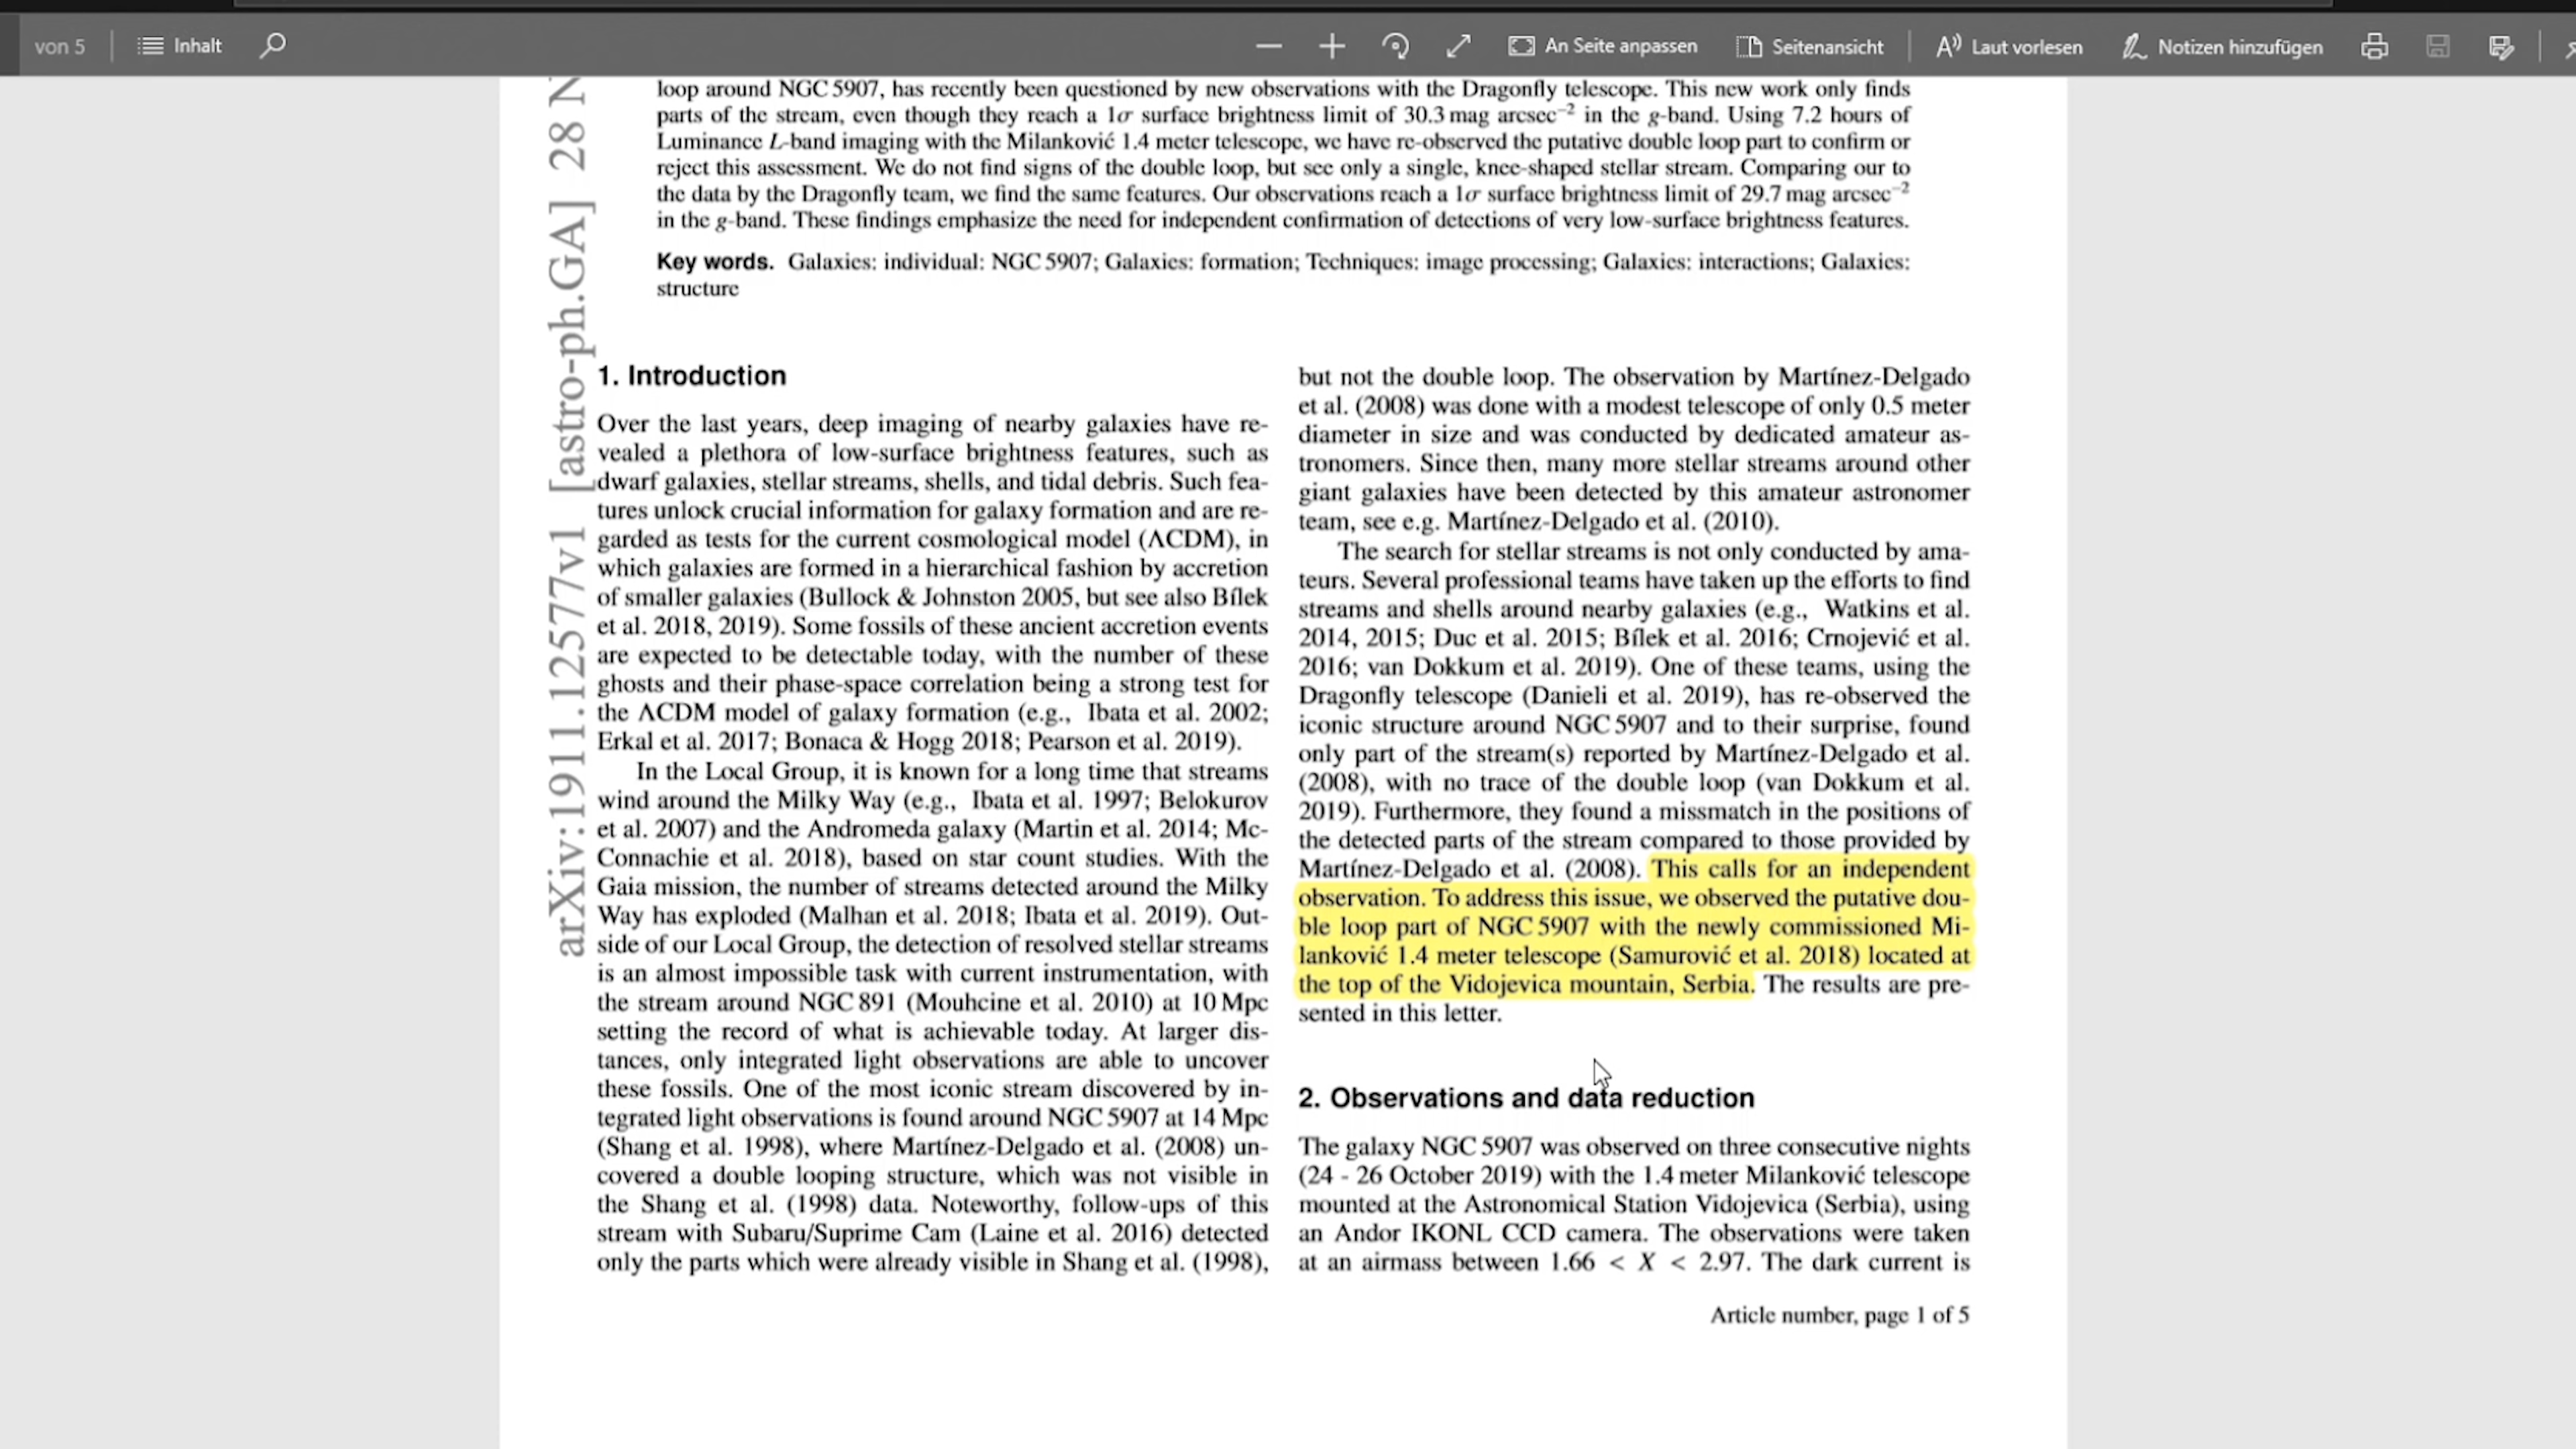 von 5
Inhalt
An Seite anpassen
Seitenansicht
Laut vorlesen
Notizen hinzufügen
arXiv:1911.12577v1 [astro-ph.GA] 28 N
loop around NGC 5907, has recently been questioned by new observations with the Dragonfly telescope. This new work only finds
parts of the stream, even though they reach a 1σ surface brightness limit of 30.3 mag arcsec⁻² in the g-band. Using 7.2 hours of
Luminance L-band imaging with the Milanković 1.4 meter telescope, we have re-observed the putative double loop part to confirm or
reject this assessment. We do not find signs of the double loop, but see only a single, knee-shaped stellar stream. Comparing our to
the data by the Dragonfly team, we find the same features. Our observations reach a 1σ surface brightness limit of 29.7 mag arcsec⁻²
in the g-band. These findings emphasize the need for independent confirmation of detections of very low-surface brightness features.
Key words. Galaxies: individual: NGC 5907; Galaxies: formation; Techniques: image processing; Galaxies: interactions; Galaxies:
structure
1. Introduction
Over the last years, deep imaging of nearby galaxies have re-
vealed a plethora of low-surface brightness features, such as
dwarf galaxies, stellar streams, shells, and tidal debris. Such fea-
tures unlock crucial information for galaxy formation and are re-
garded as tests for the current cosmological model (ΛCDM), in
which galaxies are formed in a hierarchical fashion by accretion
of smaller galaxies (Bullock & Johnston 2005, but see also Bílek
et al. 2018, 2019). Some fossils of these ancient accretion events
are expected to be detectable today, with the number of these
ghosts and their phase-space correlation being a strong test for
the ΛCDM model of galaxy formation (e.g., Ibata et al. 2002;
Erkal et al. 2017; Bonaca & Hogg 2018; Pearson et al. 2019).
In the Local Group, it is known for a long time that streams
wind around the Milky Way (e.g., Ibata et al. 1997; Belokurov
et al. 2007) and the Andromeda galaxy (Martin et al. 2014; Mc-
Connachie et al. 2018), based on star count studies. With the
Gaia mission, the number of streams detected around the Milky
Way has exploded (Malhan et al. 2018; Ibata et al. 2019). Out-
side of our Local Group, the detection of resolved stellar streams
is an almost impossible task with current instrumentation, with
the stream around NGC 891 (Mouhcine et al. 2010) at 10 Mpc
setting the record of what is achievable today. At larger dis-
tances, only integrated light observations are able to uncover
these fossils. One of the most iconic stream discovered by in-
tegrated light observations is found around NGC 5907 at 14 Mpc
(Shang et al. 1998), where Martínez-Delgado et al. (2008) un-
covered a double looping structure, which was not visible in
the Shang et al. (1998) data. Noteworthy, follow-ups of this
stream with Subaru/Suprime Cam (Laine et al. 2016) detected
only the parts which were already visible in Shang et al. (1998),
but not the double loop. The observation by Martínez-Delgado
et al. (2008) was done with a modest telescope of only 0.5 meter
diameter in size and was conducted by dedicated amateur as-
tronomers. Since then, many more stellar streams around other
giant galaxies have been detected by this amateur astronomer
team, see e.g. Martínez-Delgado et al. (2010).
The search for stellar streams is not only conducted by ama-
teurs. Several professional teams have taken up the efforts to find
streams and shells around nearby galaxies (e.g., Watkins et al.
2014, 2015; Duc et al. 2015; Bílek et al. 2016; Crnojević et al.
2016; van Dokkum et al. 2019). One of these teams, using the
Dragonfly telescope (Danieli et al. 2019), has re-observed the
iconic structure around NGC 5907 and to their surprise, found
only part of the stream(s) reported by Martínez-Delgado et al.
(2008), with no trace of the double loop (van Dokkum et al.
2019). Furthermore, they found a missmatch in the positions of
the detected parts of the stream compared to those provided by
Martínez-Delgado et al. (2008). This calls for an independent
observation. To address this issue, we observed the putative dou-
ble loop part of NGC 5907 with the newly commissioned Mi-
lanković 1.4 meter telescope (Samurović et al. 2018) located at
the top of the Vidojevica mountain, Serbia. The results are pre-
sented in this letter.
2. Observations and data reduction
The galaxy NGC 5907 was observed on three consecutive nights
(24 - 26 October 2019) with the 1.4 meter Milanković telescope
mounted at the Astronomical Station Vidojevica (Serbia), using
an Andor IKONL CCD camera. The observations were taken
at an airmass between 1.66 < X < 2.97. The dark current is
Article number, page 1 of 5